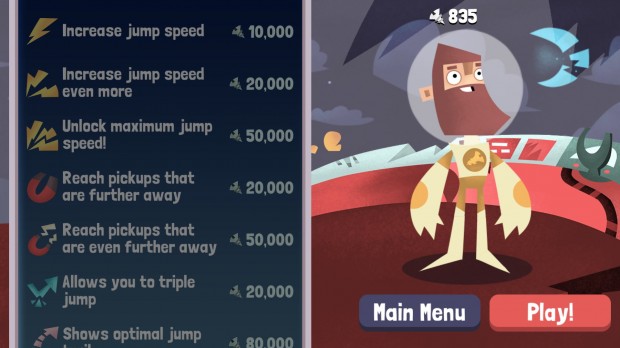 Increase jump speed 10,000
Increase jump speed
even more 20,000
Unlock maximum jump
speed! 50,000
Reach pickups that
are further away 20,000
Reach pickups that
are even further away 50,000
Allows you to triple
jump 20,000
Shows optimal jump
80,000
835
Main Menu
Play!